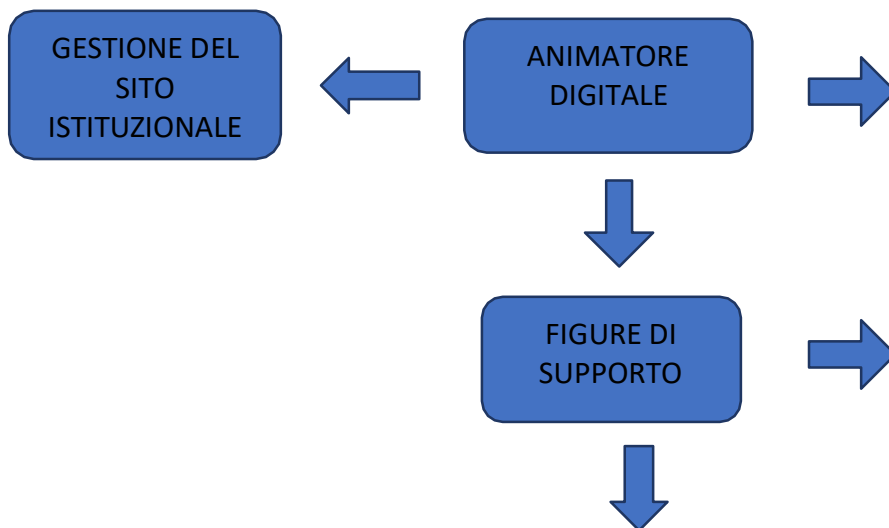 GESTIONE DEL
SITO
ISTITUZIONALE
ANIMATORE
DIGITALE
FIGURE DI
SUPPORTO